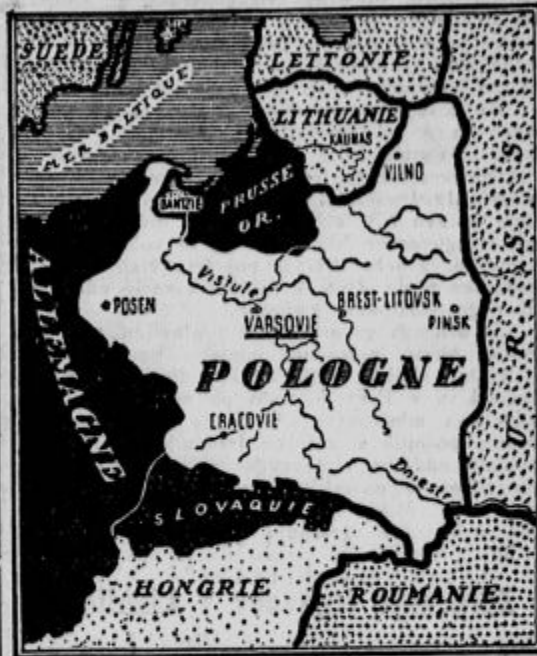 SUEDE
LETTONIE
MER BALTIQUE
LITHUANIE
KAUNAS
VILNO
DANTZIG
PRUSSE
OR.
ALLEMAGNE
U. R. S. S.
POSEN
Vistule
BREST-LITOVSK
VARSOVIE
PINSK
POLOGNE
CRACOVIE
Dniestr
SLOVAQUIE
HONGRIE
ROUMANIE